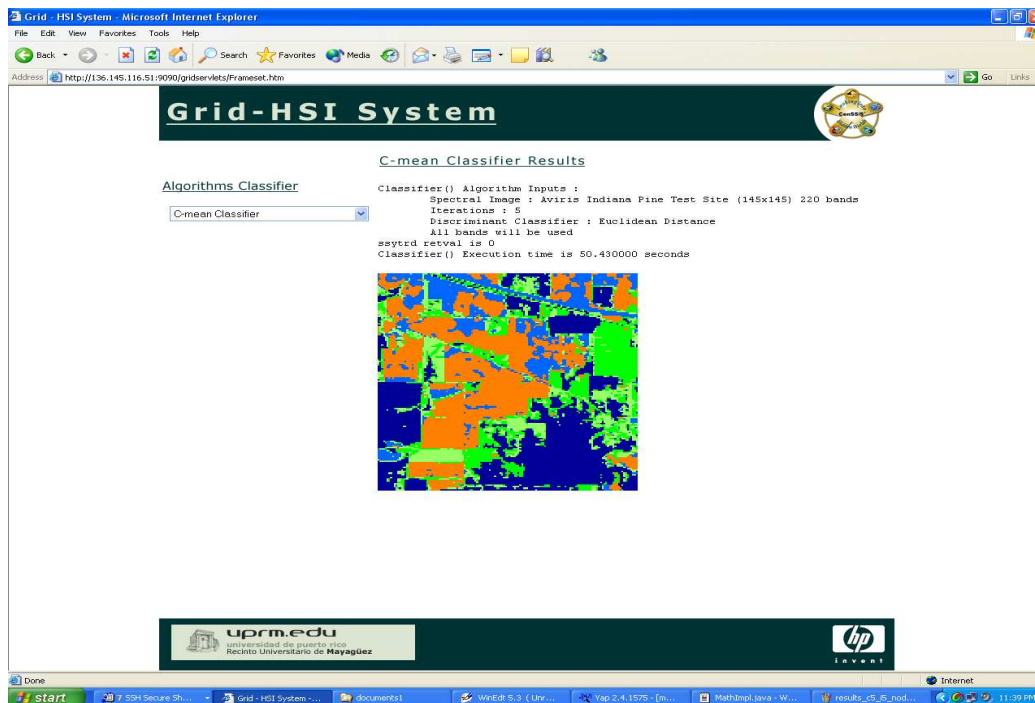 Grid - HSI System - Microsoft Internet Explorer
File Edit View Favorites Tools Help
Back Search Favorites Media
Address http://136.145.116.51:9090/gridservlets/Frameset.htm Go Links
Grid-HSI System
CenSSIS
C-mean Classifier Results
Algorithms Classifier
C-mean Classifier
Classifier() Algorithm Inputs :
Spectral Image : Aviris Indiana Pine Test Site (145x145) 220 bands
Iterations : 5
Discriminant Classifier : Euclidean Distance
All bands will be used
ssytrd retval is 0
Classifier() Execution time is 50.430000 seconds
uprm.edu
universidad de puerto rico
Recinto Universitario de Mayagüez
hp
invent
Done Internet
start 7 SSH Secure Sh... Grid - HSI System -... documents1 WinEdt 5.3 ( Unr... Yap 2.4.1575 - [m... MathImpl.java - W... results_c5_i5_nod... 11:39 PM